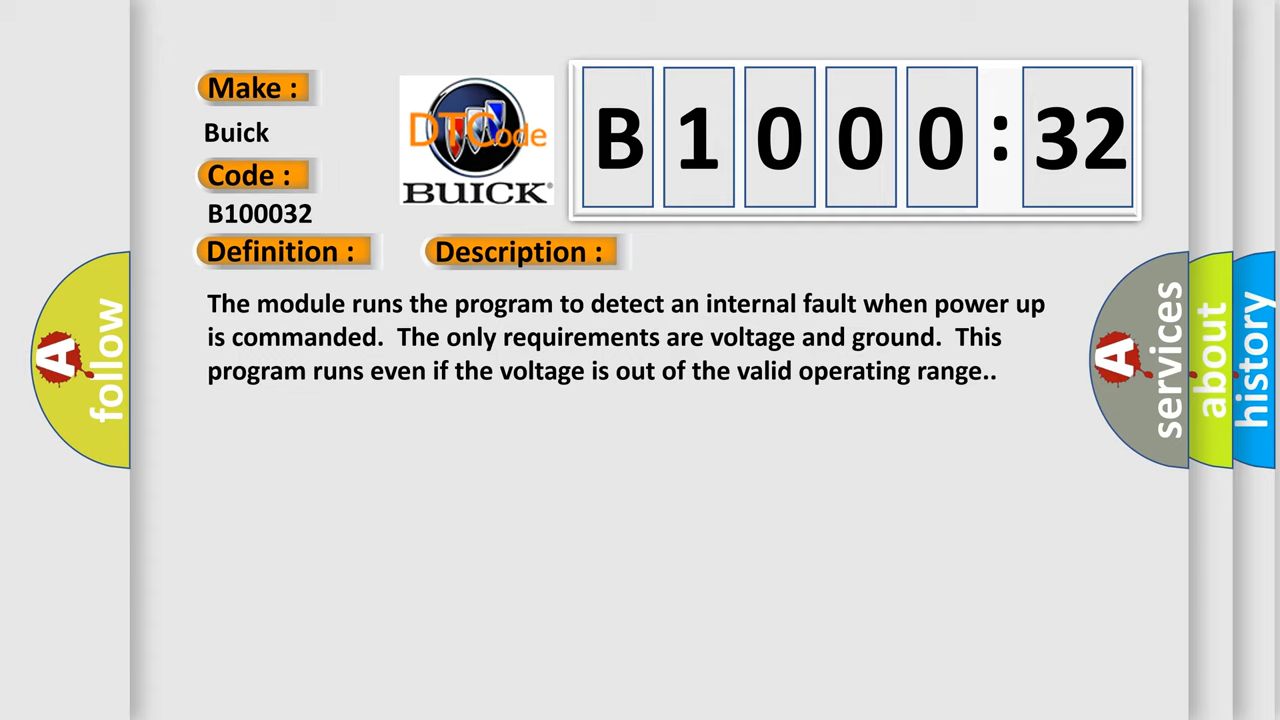 Make :
Buick
Code :
B100032
DTCode
BUICK®
B 1 0 0 0 : 32
Definition :
Description :
The module runs the program to detect an internal fault when power up
is commanded  The only requirements are voltage and ground  This
program runs even if the voltage is out of the valid operating range..
A follow
A services
about
history